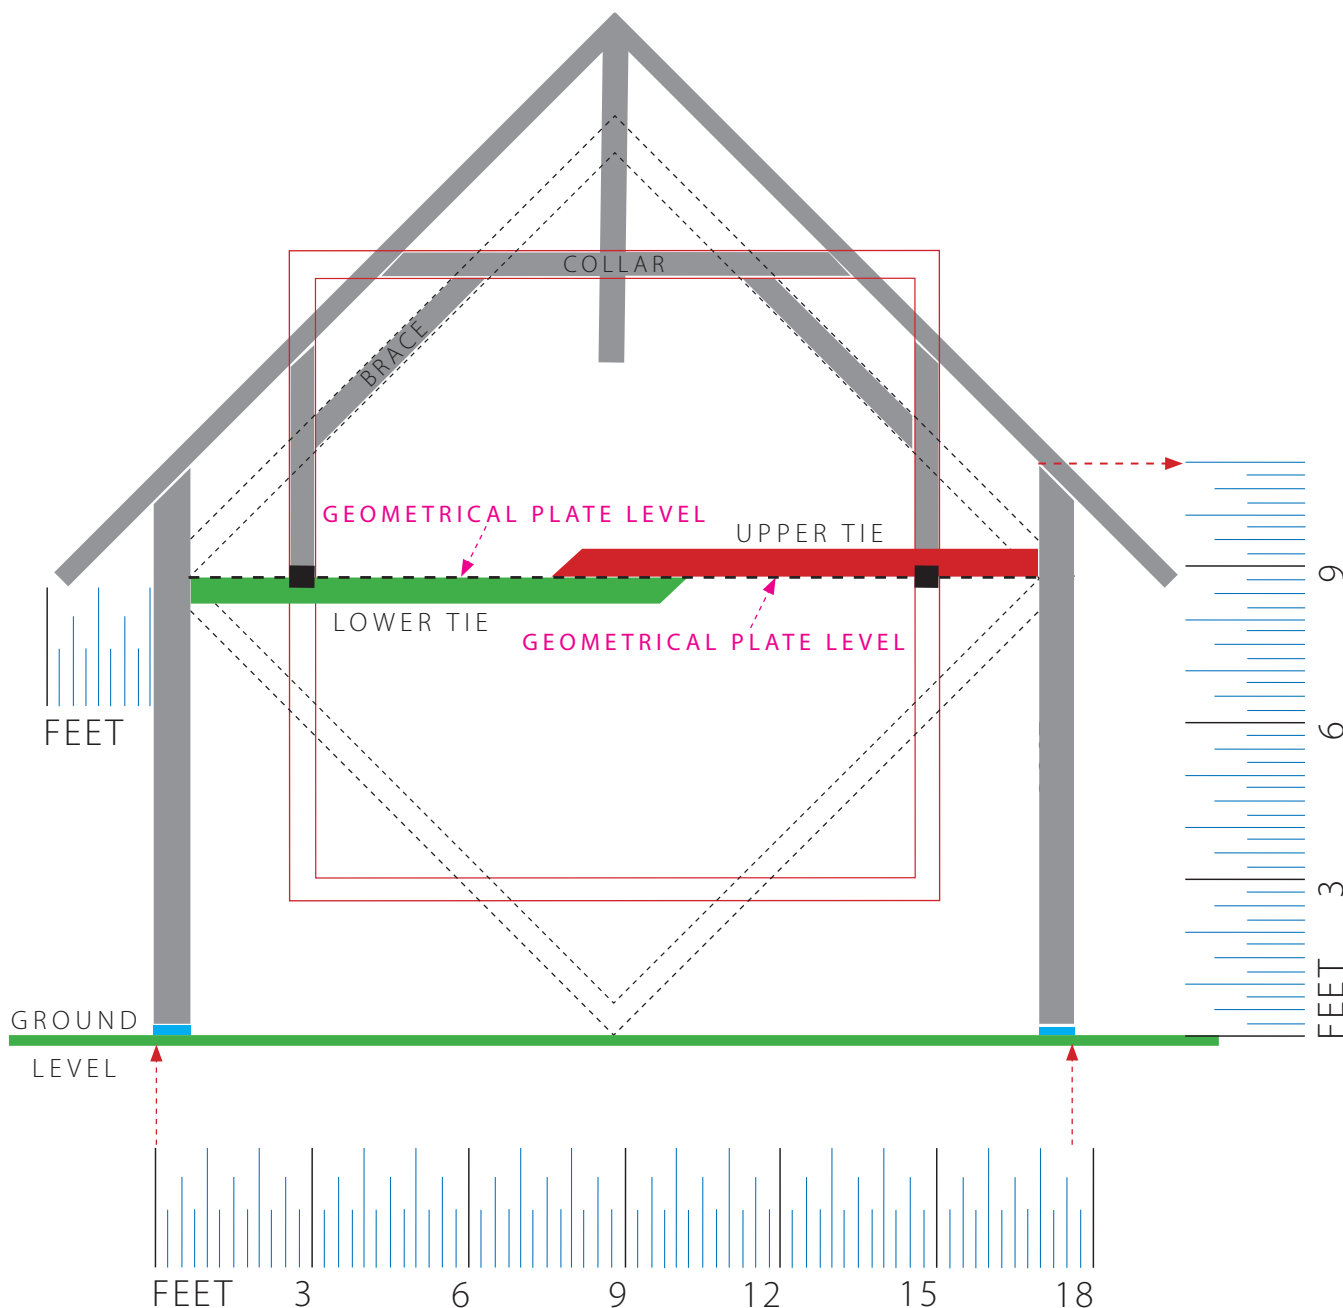 COLLAR
BRACE
GEOMETRICAL PLATE LEVEL
UPPER TIE
LOWER TIE
GEOMETRICAL PLATE LEVEL
FEET
9
6
3
FEET
GROUND
LEVEL
FEET 3 6 9 12 15 18